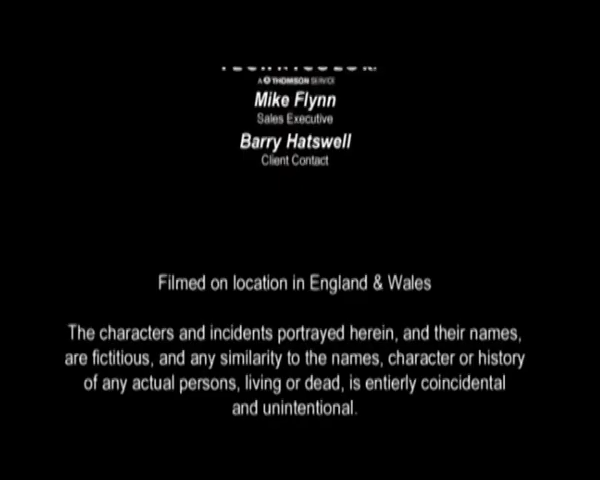 A THOMSON SERVICE
Mike Flynn
Sales Executive
Barry Hatswell
Client Contact
Filmed on location in England & Wales
The characters and incidents portrayed herein, and their names,
are fictitious, and any similarity to the names, character or history
of any actual persons, living or dead, is entierly coincidental
and unintentional.